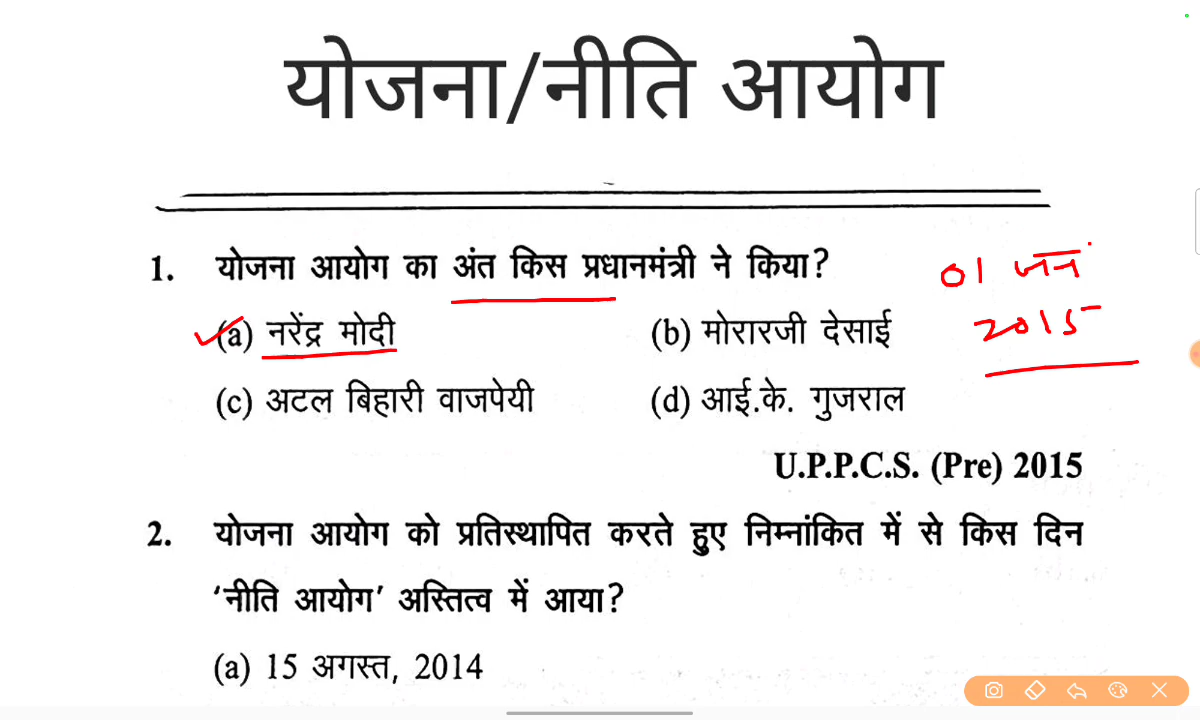 योजना/नीति आयोग
1. योजना आयोग का अंत किस प्रधानमंत्री ने किया?
01 जन
2015
(a) नरेंद्र मोदी (b) मोरारजी देसाई
(c) अटल बिहारी वाजपेयी (d) आई.के. गुजराल
U.P.P.C.S. (Pre) 2015
2. योजना आयोग को प्रतिस्थापित करते हुए निम्नांकित में से किस दिन
‘नीति आयोग’ अस्तित्व में आया?
(a) 15 अगस्त, 2014